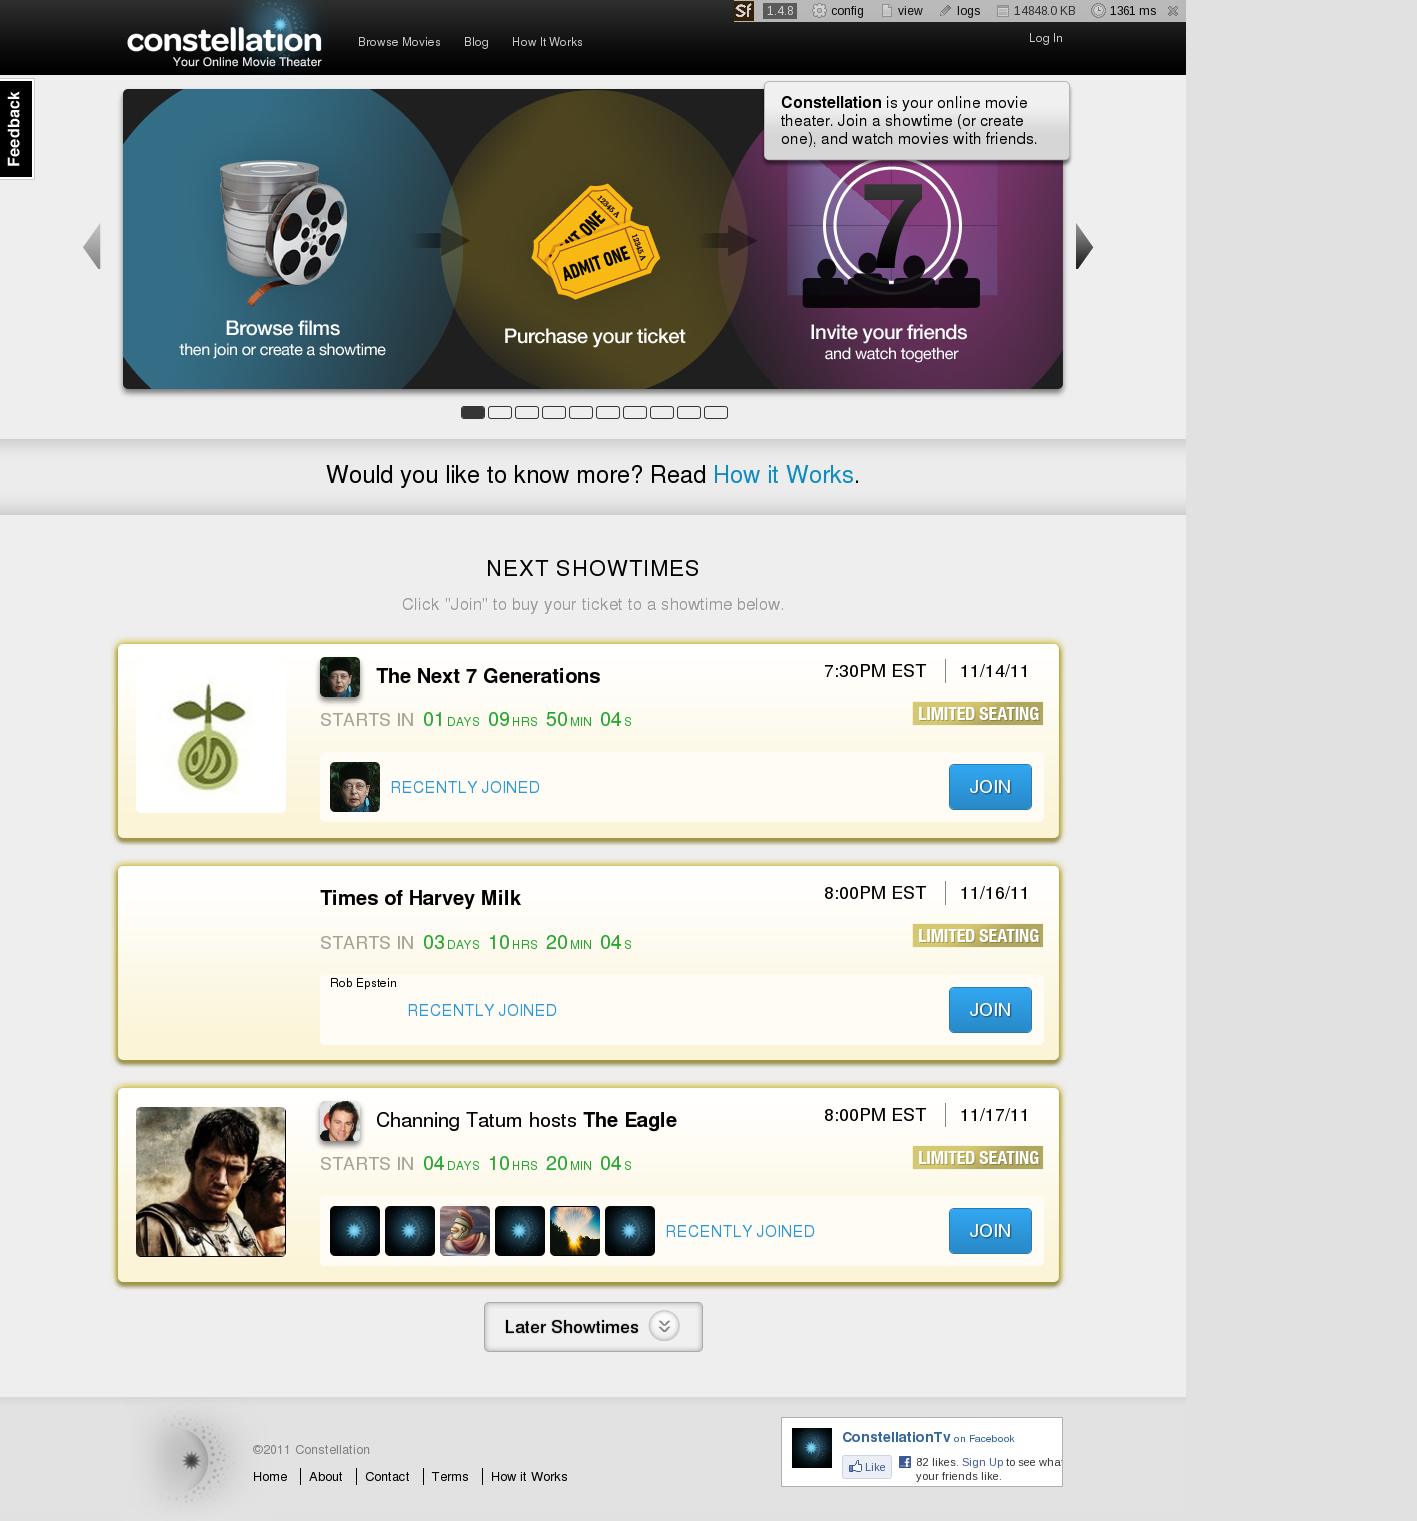 Sf 1.4.8 config view logs 14848.0 KB 1361 ms
constellation
Your Online Movie Theater
Browse Movies Blog How It Works
Log In
Feedback
Constellation is your online movie
theater. Join a showtime (or create
one), and watch movies with friends.
7
12345 A
ADMIT ONE
12345 A
Browse films
then join or create a showtime
Purchase your ticket
Invite your friends
and watch together
Would you like to know more? Read How it Works.
NEXT SHOWTIMES
Click "Join" to buy your ticket to a showtime below.
The Next 7 Generations
7:30PM EST 11/14/11
STARTS IN 01 DAYS 09 HRS 50 MIN 04 S
LIMITED SEATING
RECENTLY JOINED
JOIN
Times of Harvey Milk
8:00PM EST 11/16/11
STARTS IN 03 DAYS 10 HRS 20 MIN 04 S
LIMITED SEATING
Rob Epstein
RECENTLY JOINED
JOIN
Channing Tatum hosts The Eagle
8:00PM EST 11/17/11
STARTS IN 04 DAYS 10 HRS 20 MIN 04 S
LIMITED SEATING
RECENTLY JOINED
JOIN
Later Showtimes
©2011 Constellation
Home About Contact Terms How it Works
ConstellationTv on Facebook
Like
82 likes. Sign Up to see what
your friends like.